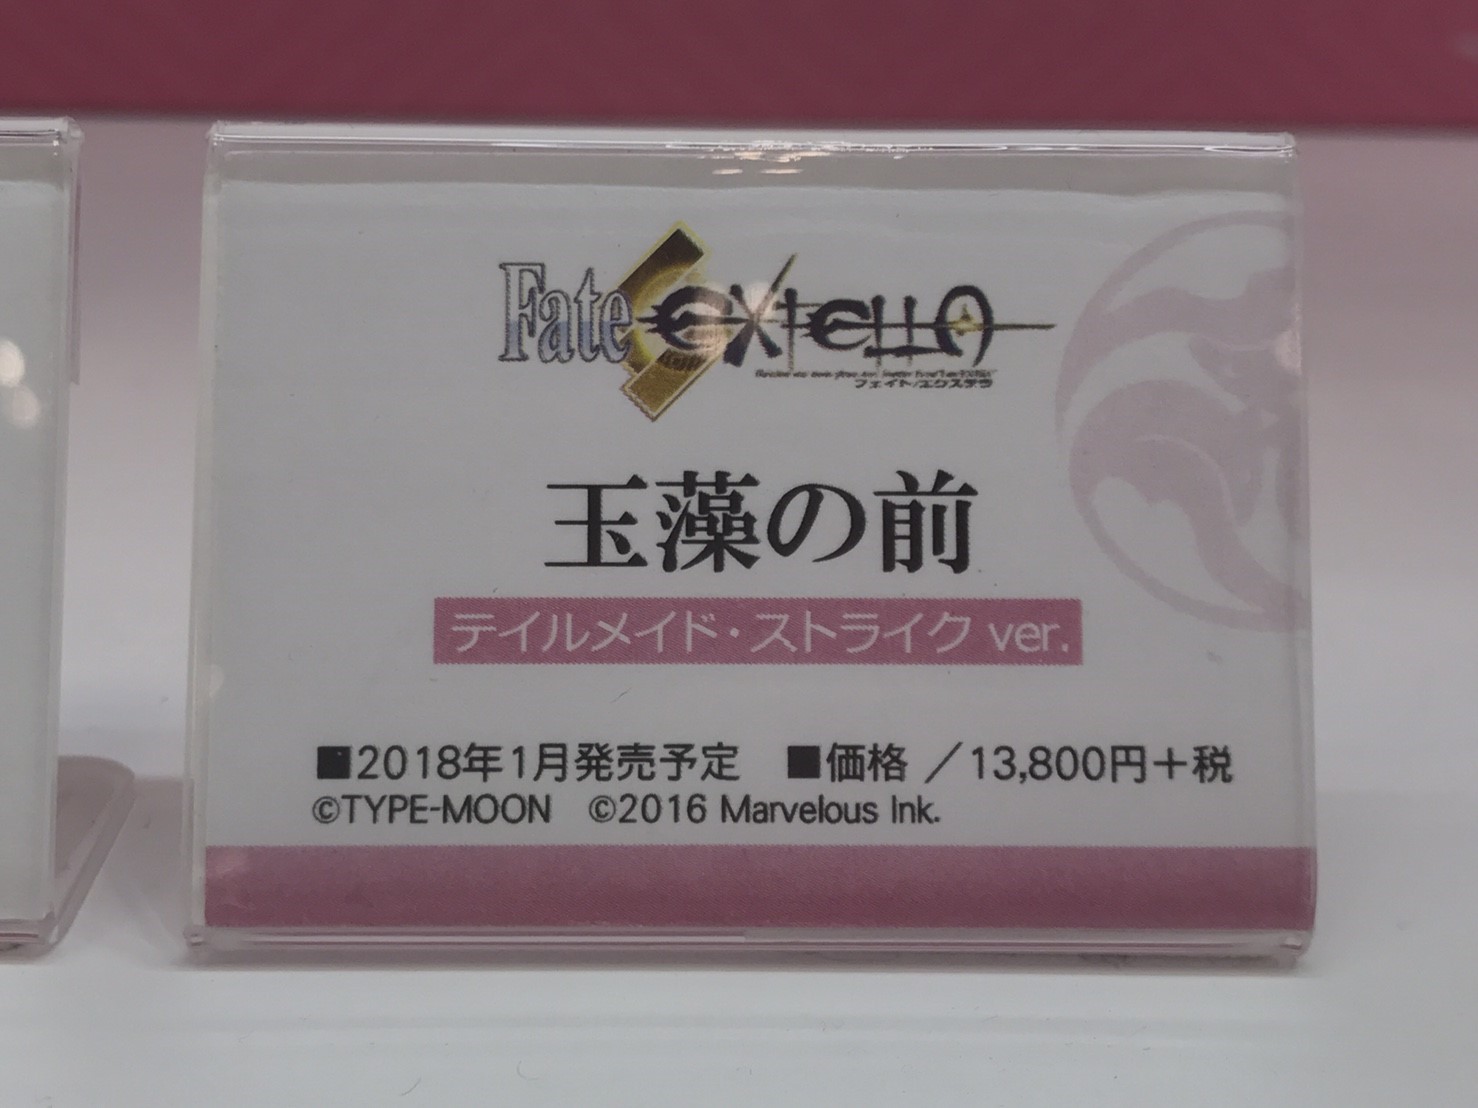 Fate/EXTELLA
フェイト/エクステラ
玉藻の前
テイルメイド・ストライク ver.
■2018年1月発売予定 ■価格 ／13,800円＋税
©TYPE-MOON ©2016 Marvelous Ink.